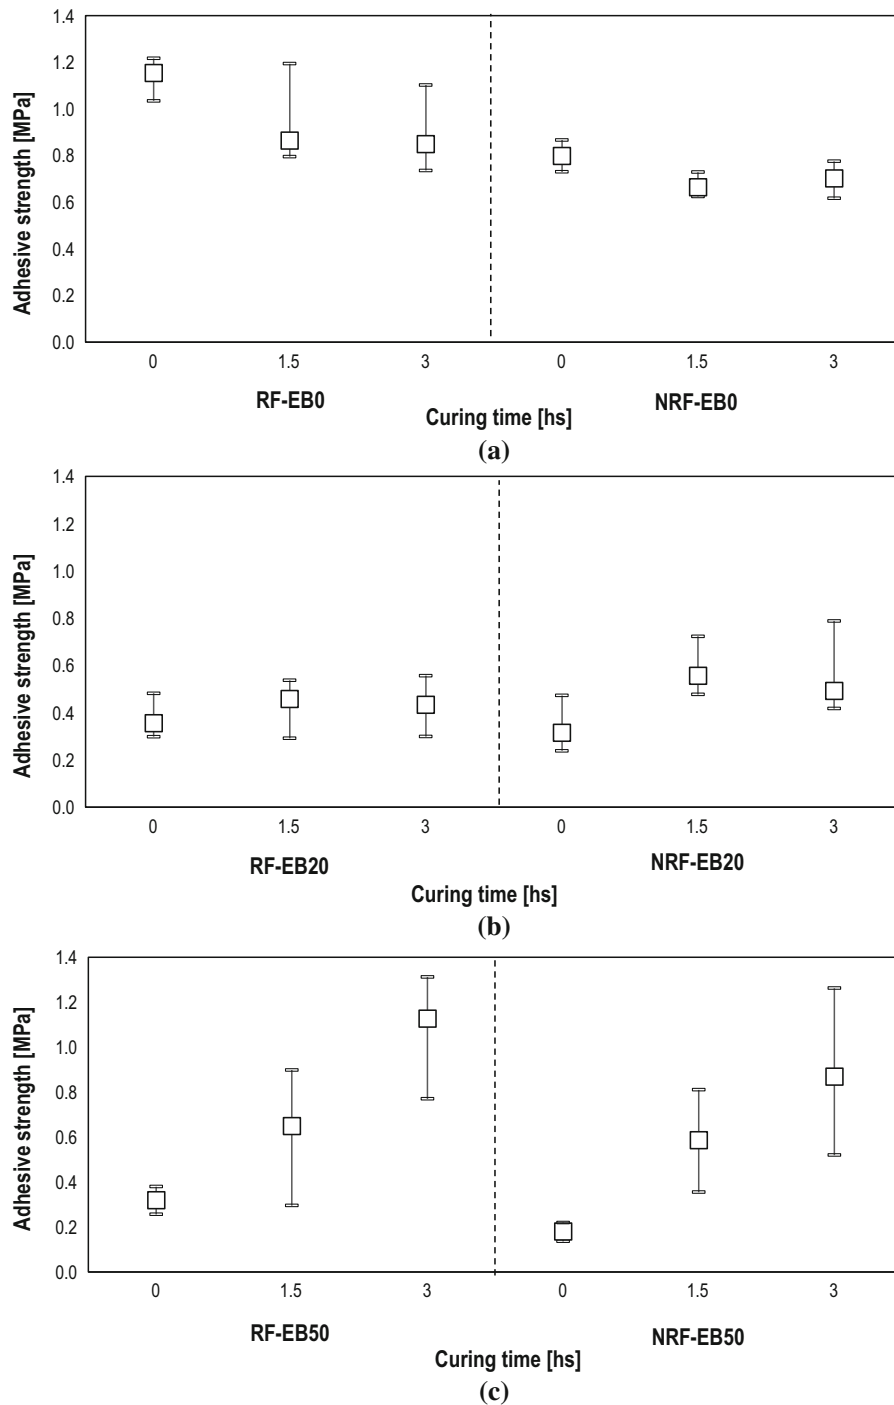 1.4
1.2
1.0
0.8
0.6
0.4
0.2
0.0
Adhesive strength [MPa]
0 1.5 3 0 1.5 3
RF-EB0 NRF-EB0
Curing time [hs]
(a)
1.4
1.2
1.0
0.8
0.6
0.4
0.2
0.0
Adhesive strength [MPa]
0 1.5 3 0 1.5 3
RF-EB20 NRF-EB20
Curing time [hs]
(b)
1.4
1.2
1.0
0.8
0.6
0.4
0.2
0.0
Adhesive strength [MPa]
0 1.5 3 0 1.5 3
RF-EB50 NRF-EB50
Curing time [hs]
(c)